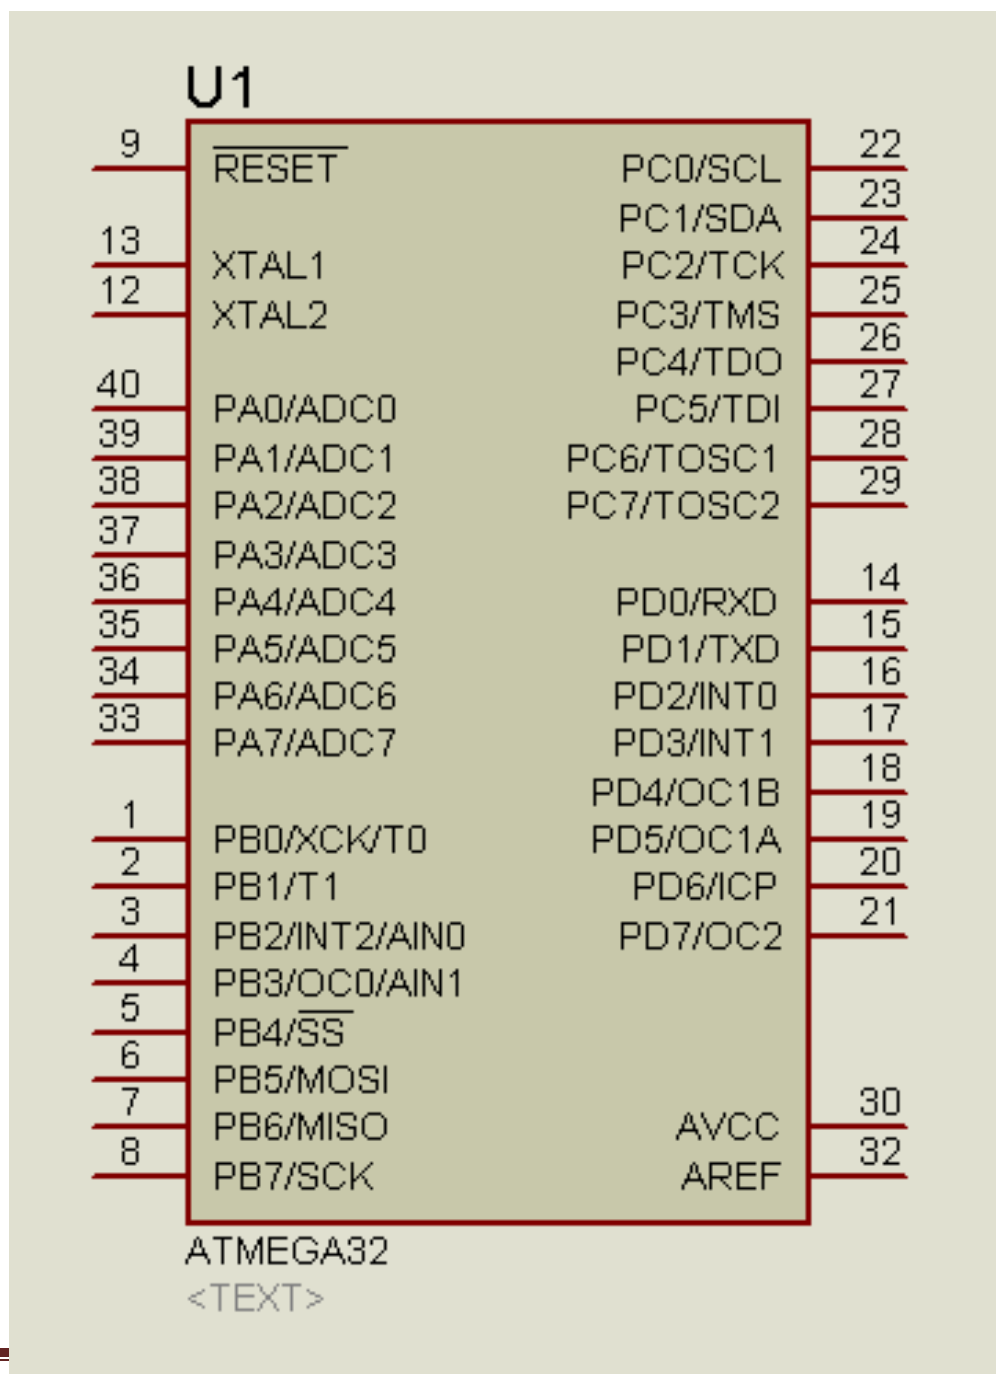 U1
9 RESET PC0/SCL 22
PC1/SDA 23
13 XTAL1 PC2/TCK 24
12 XTAL2 PC3/TMS 25
PC4/TDO 26
40 PA0/ADC0 PC5/TDI 27
39 PA1/ADC1 PC6/TOSC1 28
38 PA2/ADC2 PC7/TOSC2 29
37 PA3/ADC3
36 PA4/ADC4 PD0/RXD 14
35 PA5/ADC5 PD1/TXD 15
34 PA6/ADC6 PD2/INT0 16
33 PA7/ADC7 PD3/INT1 17
PD4/OC1B 18
1 PB0/XCK/T0 PD5/OC1A 19
2 PB1/T1 PD6/ICP 20
3 PB2/INT2/AIN0 PD7/OC2 21
4 PB3/OC0/AIN1
5 PB4/SS
6 PB5/MOSI
7 PB6/MISO AVCC 30
8 PB7/SCK AREF 32
ATMEGA32
<TEXT>